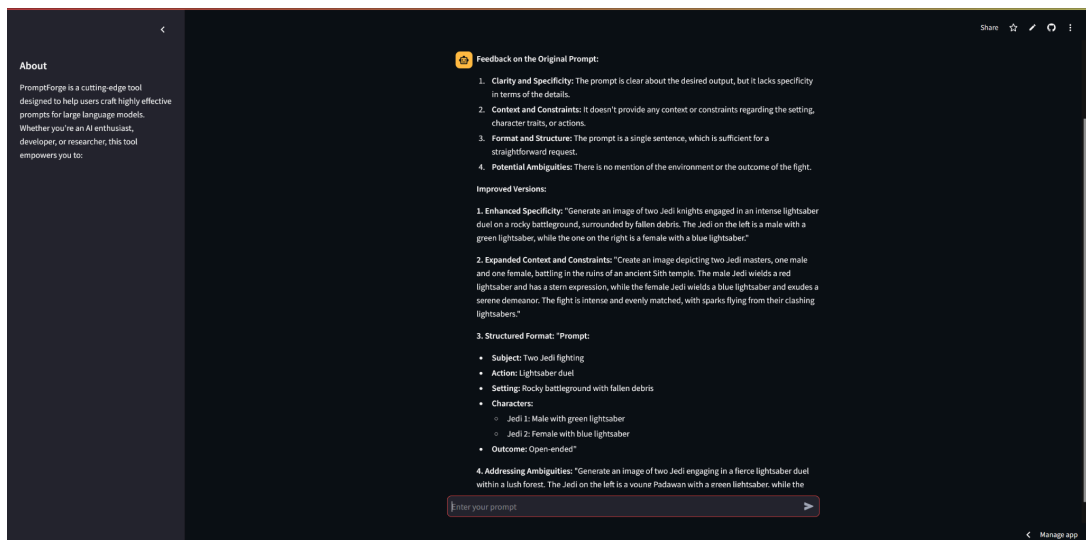 Share
About
PromptForge is a cutting-edge tool
designed to help users craft highly effective
prompts for large language models.
Whether you're an AI enthusiast,
developer, or researcher, this tool
empowers you to:
Feedback on the Original Prompt:
1. Clarity and Specificity: The prompt is clear about the desired output, but it lacks specificity
in terms of the details.
2. Context and Constraints: It doesn't provide any context or constraints regarding the setting,
character traits, or actions.
3. Format and Structure: The prompt is a single sentence, which is sufficient for a
straightforward request.
4. Potential Ambiguities: There is no mention of the environment or the outcome of the fight.
Improved Versions:
1. Enhanced Specificity: "Generate an image of two Jedi knights engaged in an intense lightsaber
duel on a rocky battleground, surrounded by fallen debris. The Jedi on the left is a male with a
green lightsaber, while the one on the right is a female with a blue lightsaber."
2. Expanded Context and Constraints: "Create an image depicting two Jedi masters, one male
and one female, battling in the ruins of an ancient Sith temple. The male Jedi wields a red
lightsaber and has a stern expression, while the female Jedi wields a blue lightsaber and exudes a
serene demeanor. The fight is intense and evenly matched, with sparks flying from their clashing
lightsabers."
3. Structured Format: "Prompt:
• Subject: Two Jedi fighting
• Action: Lightsaber duel
• Setting: Rocky battleground with fallen debris
• Characters:
○ Jedi 1: Male with green lightsaber
○ Jedi 2: Female with blue lightsaber
• Outcome: Open-ended"
4. Addressing Ambiguities: "Generate an image of two Jedi engaging in a fierce lightsaber duel
within a lush forest. The Jedi on the left is a young Padawan with a green lightsaber, while the
Enter your prompt
Manage app